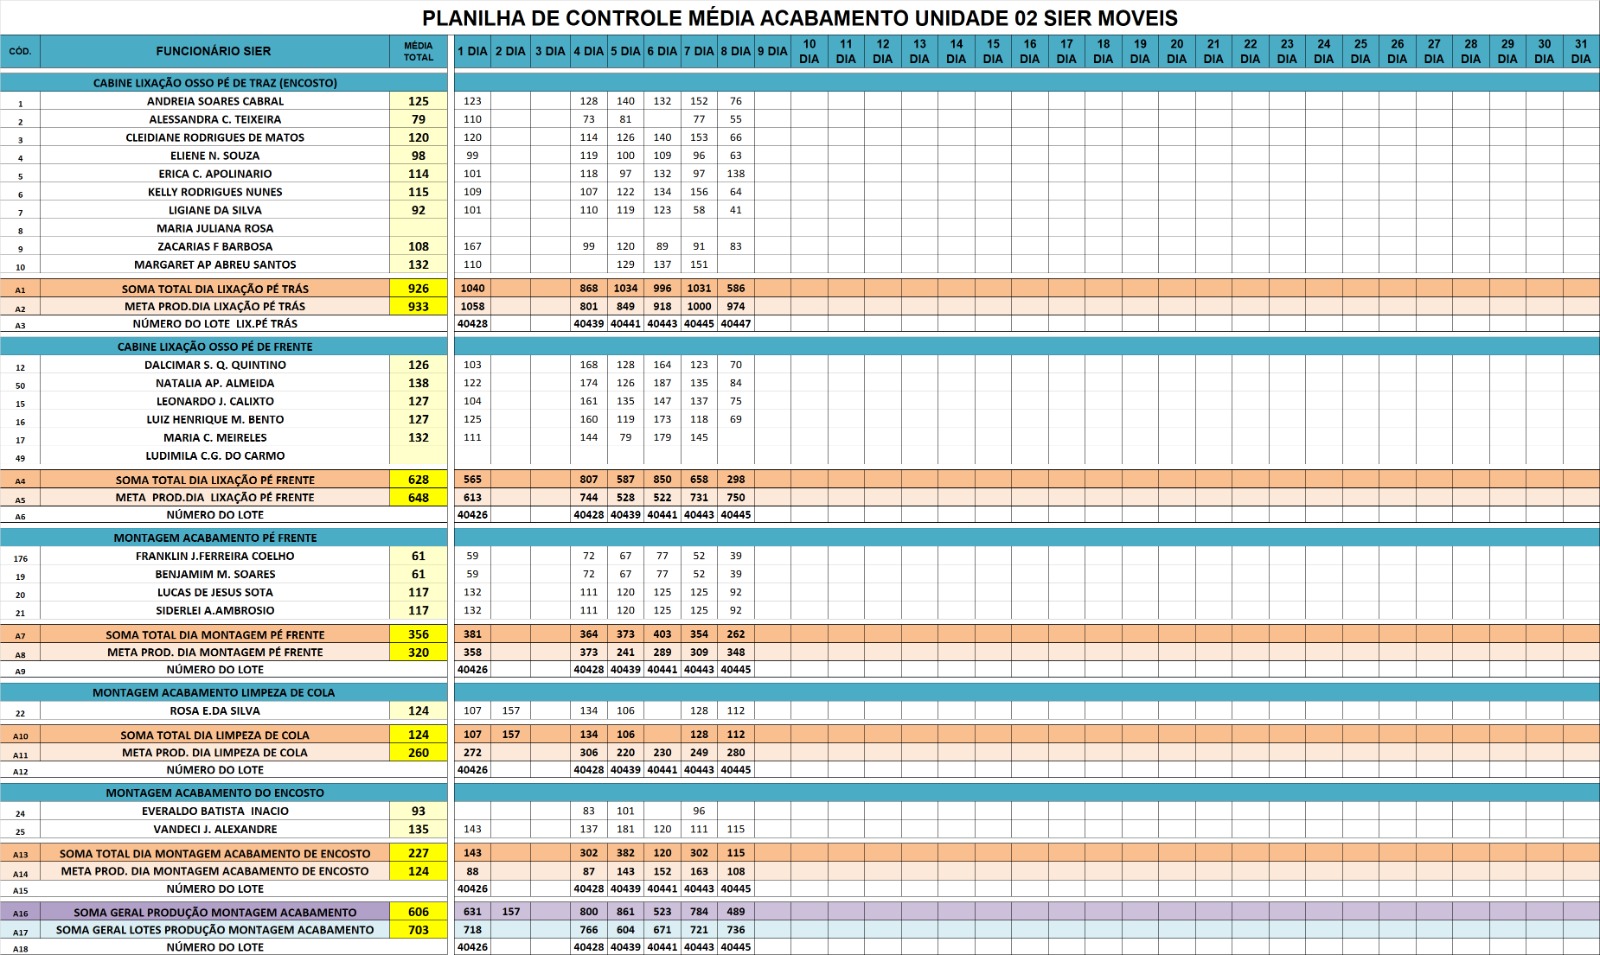 PLANILHA DE CONTROLE MÉDIA ACABAMENTO UNIDADE 02 SIER MOVEIS
CÓD. FUNCIONÁRIO SIER MÉDIA TOTAL 1 DIA 2 DIA 3 DIA 4 DIA 5 DIA 6 DIA 7 DIA 8 DIA 9 DIA 10 DIA 11 DIA 12 DIA 13 DIA 14 DIA 15 DIA 16 DIA 17 DIA 18 DIA 19 DIA 20 DIA 21 DIA 22 DIA 23 DIA 24 DIA 25 DIA 26 DIA 27 DIA 28 DIA 29 DIA 30 DIA 31 DIA
CABINE LIXAÇÃO OSSO PÉ DE TRAZ (ENCOSTO)
1 ANDREIA SOARES CABRAL 125 123 128 140 132 152 76
2 ALESSANDRA C. TEIXEIRA 79 110 73 81 77 55
3 CLEIDIANE RODRIGUES DE MATOS 120 120 114 126 140 153 66
4 ELIENE N. SOUZA 98 99 119 100 109 96 63
5 ERICA C. APOLINARIO 114 101 118 97 132 97 138
6 KELLY RODRIGUES NUNES 115 109 107 122 134 156 64
7 LIGIANE DA SILVA 92 101 110 119 123 58 41
8 MARIA JULIANA ROSA
9 ZACARIAS F BARBOSA 108 167 99 120 89 91 83
10 MARGARET AP ABREU SANTOS 132 110 129 137 151
A1 SOMA TOTAL DIA LIXAÇÃO PÉ TRÁS 926 1040 868 1034 996 1031 586
A2 META PROD.DIA LIXAÇÃO PÉ TRÁS 933 1058 801 849 918 1000 974
A3 NÚMERO DO LOTE LIX.PÉ TRÁS 40428 40439 40441 40443 40445 40447
CABINE LIXAÇÃO OSSO PÉ DE FRENTE
12 DALCIMAR S. Q. QUINTINO 126 103 168 128 164 123 70
50 NATALIA AP. ALMEIDA 138 122 174 126 187 135 84
15 LEONARDO J. CALIXTO 127 104 161 135 147 137 75
16 LUIZ HENRIQUE M. BENTO 127 125 160 119 173 118 69
17 MARIA C. MEIRELES 132 111 144 79 179 145
49 LUDIMILA C.G. DO CARMO
A4 SOMA TOTAL DIA LIXAÇÃO PÉ FRENTE 628 565 807 587 850 658 298
A5 META PROD.DIA LIXAÇÃO PÉ FRENTE 648 613 744 528 522 731 750
A6 NÚMERO DO LOTE 40426 40428 40439 40441 40443 40445
MONTAGEM ACABAMENTO PÉ FRENTE
176 FRANKLIN J.FERREIRA COELHO 61 59 72 67 77 52 39
19 BENJAMIM M. SOARES 61 59 72 67 77 52 39
20 LUCAS DE JESUS SOTA 117 132 111 120 125 125 92
21 SIDERLEI A.AMBROSIO 117 132 111 120 125 125 92
A7 SOMA TOTAL DIA MONTAGEM PÉ FRENTE 356 381 364 373 403 354 262
A8 META PROD. DIA MONTAGEM PÉ FRENTE 320 358 373 241 289 309 348
A9 NÚMERO DO LOTE 40426 40428 40439 40441 40443 40445
MONTAGEM ACABAMENTO LIMPEZA DE COLA
22 ROSA E.DA SILVA 124 107 157 134 106 128 112
A10 SOMA TOTAL DIA LIMPEZA DE COLA 124 107 157 134 106 128 112
A11 META PROD. DIA LIMPEZA DE COLA 260 272 306 220 230 249 280
A12 NÚMERO DO LOTE 40426 40428 40439 40441 40443 40445
MONTAGEM ACABAMENTO DO ENCOSTO
24 EVERALDO BATISTA INACIO 93 83 101 96
25 VANDECI J. ALEXANDRE 135 143 137 181 120 111 115
A13 SOMA TOTAL DIA MONTAGEM ACABAMENTO DE ENCOSTO 227 143 302 382 120 302 115
A14 META PROD. DIA MONTAGEM ACABAMENTO DE ENCOSTO 124 88 87 143 152 163 108
A15 NÚMERO DO LOTE 40426 40428 40439 40441 40443 40445
A16 SOMA GERAL PRODUÇÃO MONTAGEM ACABAMENTO 606 631 157 800 861 523 784 489
A17 SOMA GERAL LOTES PRODUÇÃO MONTAGEM ACABAMENTO 703 718 766 604 671 721 736
A18 NÚMERO DO LOTE 40426 40428 40439 40441 40443 40445